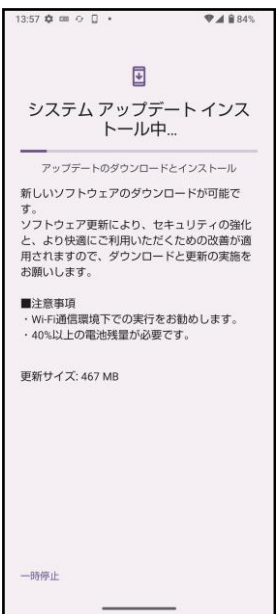 13:57
84%
システム アップデート インス
トール中...
アップデートのダウンロードとインストール
新しいソフトウェアのダウンロードが可能で
す。
ソフトウェア更新により、セキュリティの強化
と、より快適にご利用いただくための改善が適
用されますので、ダウンロードと更新の実施を
お願いします。
■注意事項
・Wi-Fi通信環境下での実行をお勧めします。
・40%以上の電池残量が必要です。
更新サイズ: 467 MB
一時停止